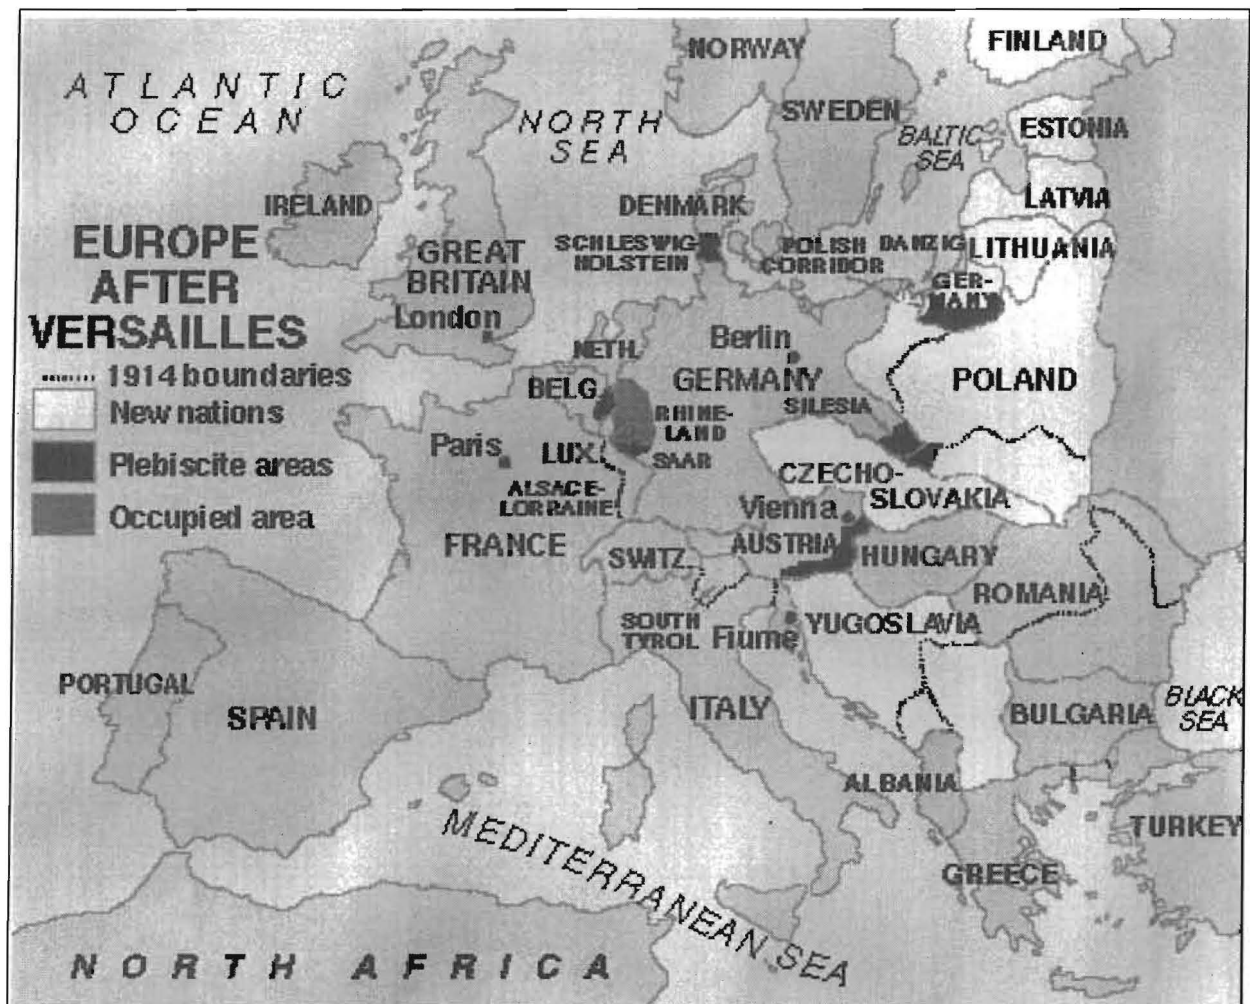 ATLANTIC
OCEAN
NORTH
SEA
NORWAY
SWEDEN
FINLAND
BALTIC
SEA
ESTONIA
LATVIA
LITHUANIA
IRELAND
GREAT
BRITAIN
London
DENMARK
SCHLESWIG
HOLSTEIN
POLISH
CORRIDOR
DANZIG
GER-
MANY
EUROPE
AFTER
VERSAILLES
1914 boundaries
New nations
Plebiscite areas
Occupied area
NETH.
BELG
Berlin
GERMANY
SILESIA
POLAND
RHINE-
LAND
SAAR
Paris
LUX.
ALSACE-
LORRAINE
FRANCE
CZECHO-
SLOVAKIA
Vienna
AUSTRIA
HUNGARY
SWITZ.
ROMANIA
SOUTH
TYROL
Fiume
YUGOSLAVIA
PORTUGAL
SPAIN
ITALY
BULGARIA
BLACK
SEA
ALBANIA
TURKEY
GREECE
MEDITERRANEAN SEA
NORTH AFRICA